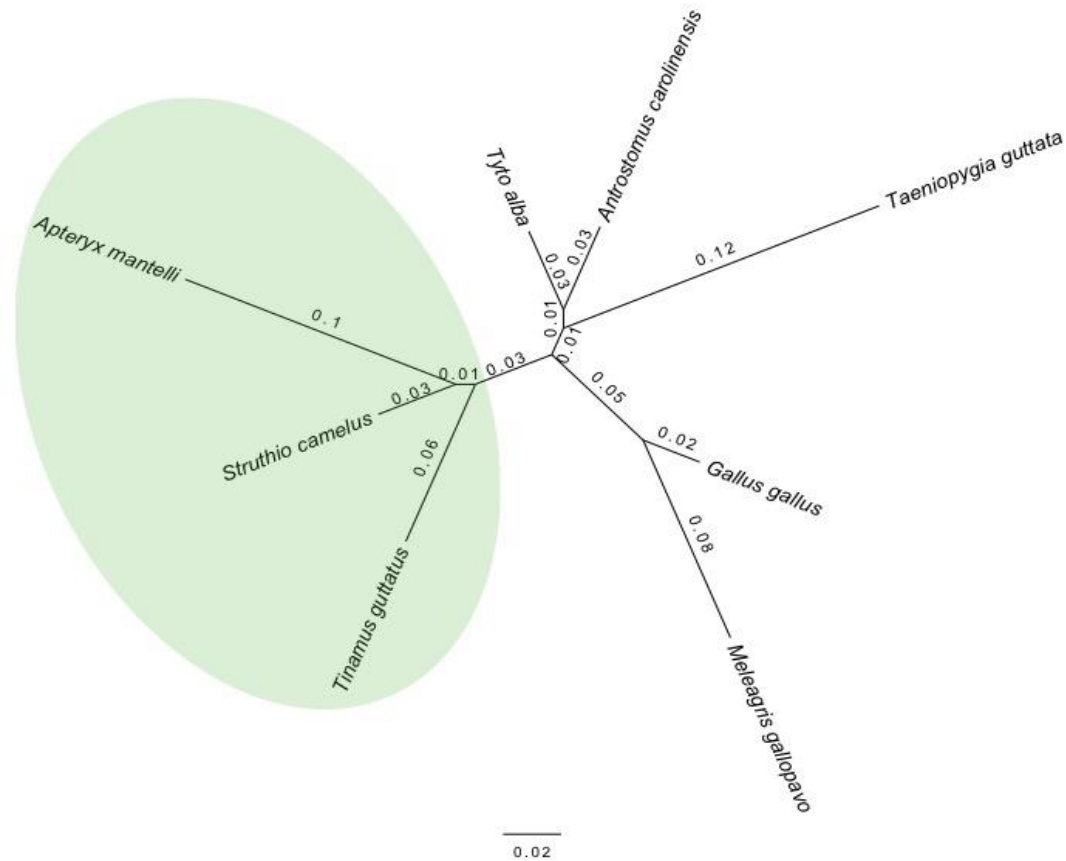 Antrostomus carolinensis
Tyto alba
Taeniopygia guttata
Apteryx mantelli
0.03
0.03
0.12
0.1
0.01
0.01
0.03
0.01
0.03
0.05
Struthio camelus
0.06
0.02
Gallus gallus
0.08
Tinamus guttatus
Meleagris gallopavo
0.02